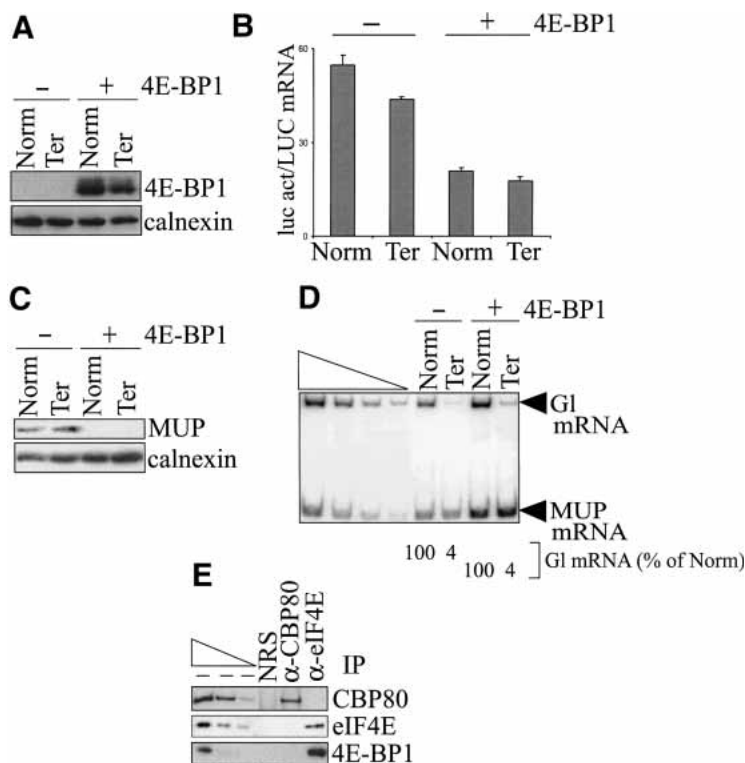 A
− +
4E-BP1
Norm
Ter
Norm
Ter
4E-BP1
calnexin
B
− +
4E-BP1
luc act/LUC mRNA
60
30
0
Norm Ter Norm Ter
C
− +
4E-BP1
Norm
Ter
Norm
Ter
MUP
calnexin
D
− +
4E-BP1
Norm
Ter
Norm
Ter
Gl
mRNA
MUP
mRNA
100 4
100 4
Gl mRNA (% of Norm)
E
NRS
α-CBP80
α-eIF4E
IP
CBP80
eIF4E
4E-BP1